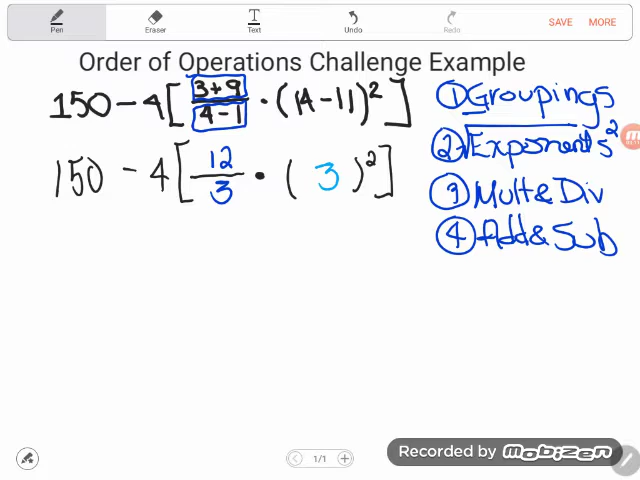 Pen Eraser Text Undo Redo SAVE MORE
Order of Operations Challenge Example
150 - 4[ (3+9)/(4-1) · (14-11)² ]
150 - 4[ 12/3 · ( 3 )² ]
① Groupings
② √Exponents²
③ Mult & Div
④ Add & Sub
1/1
Recorded by mobizen